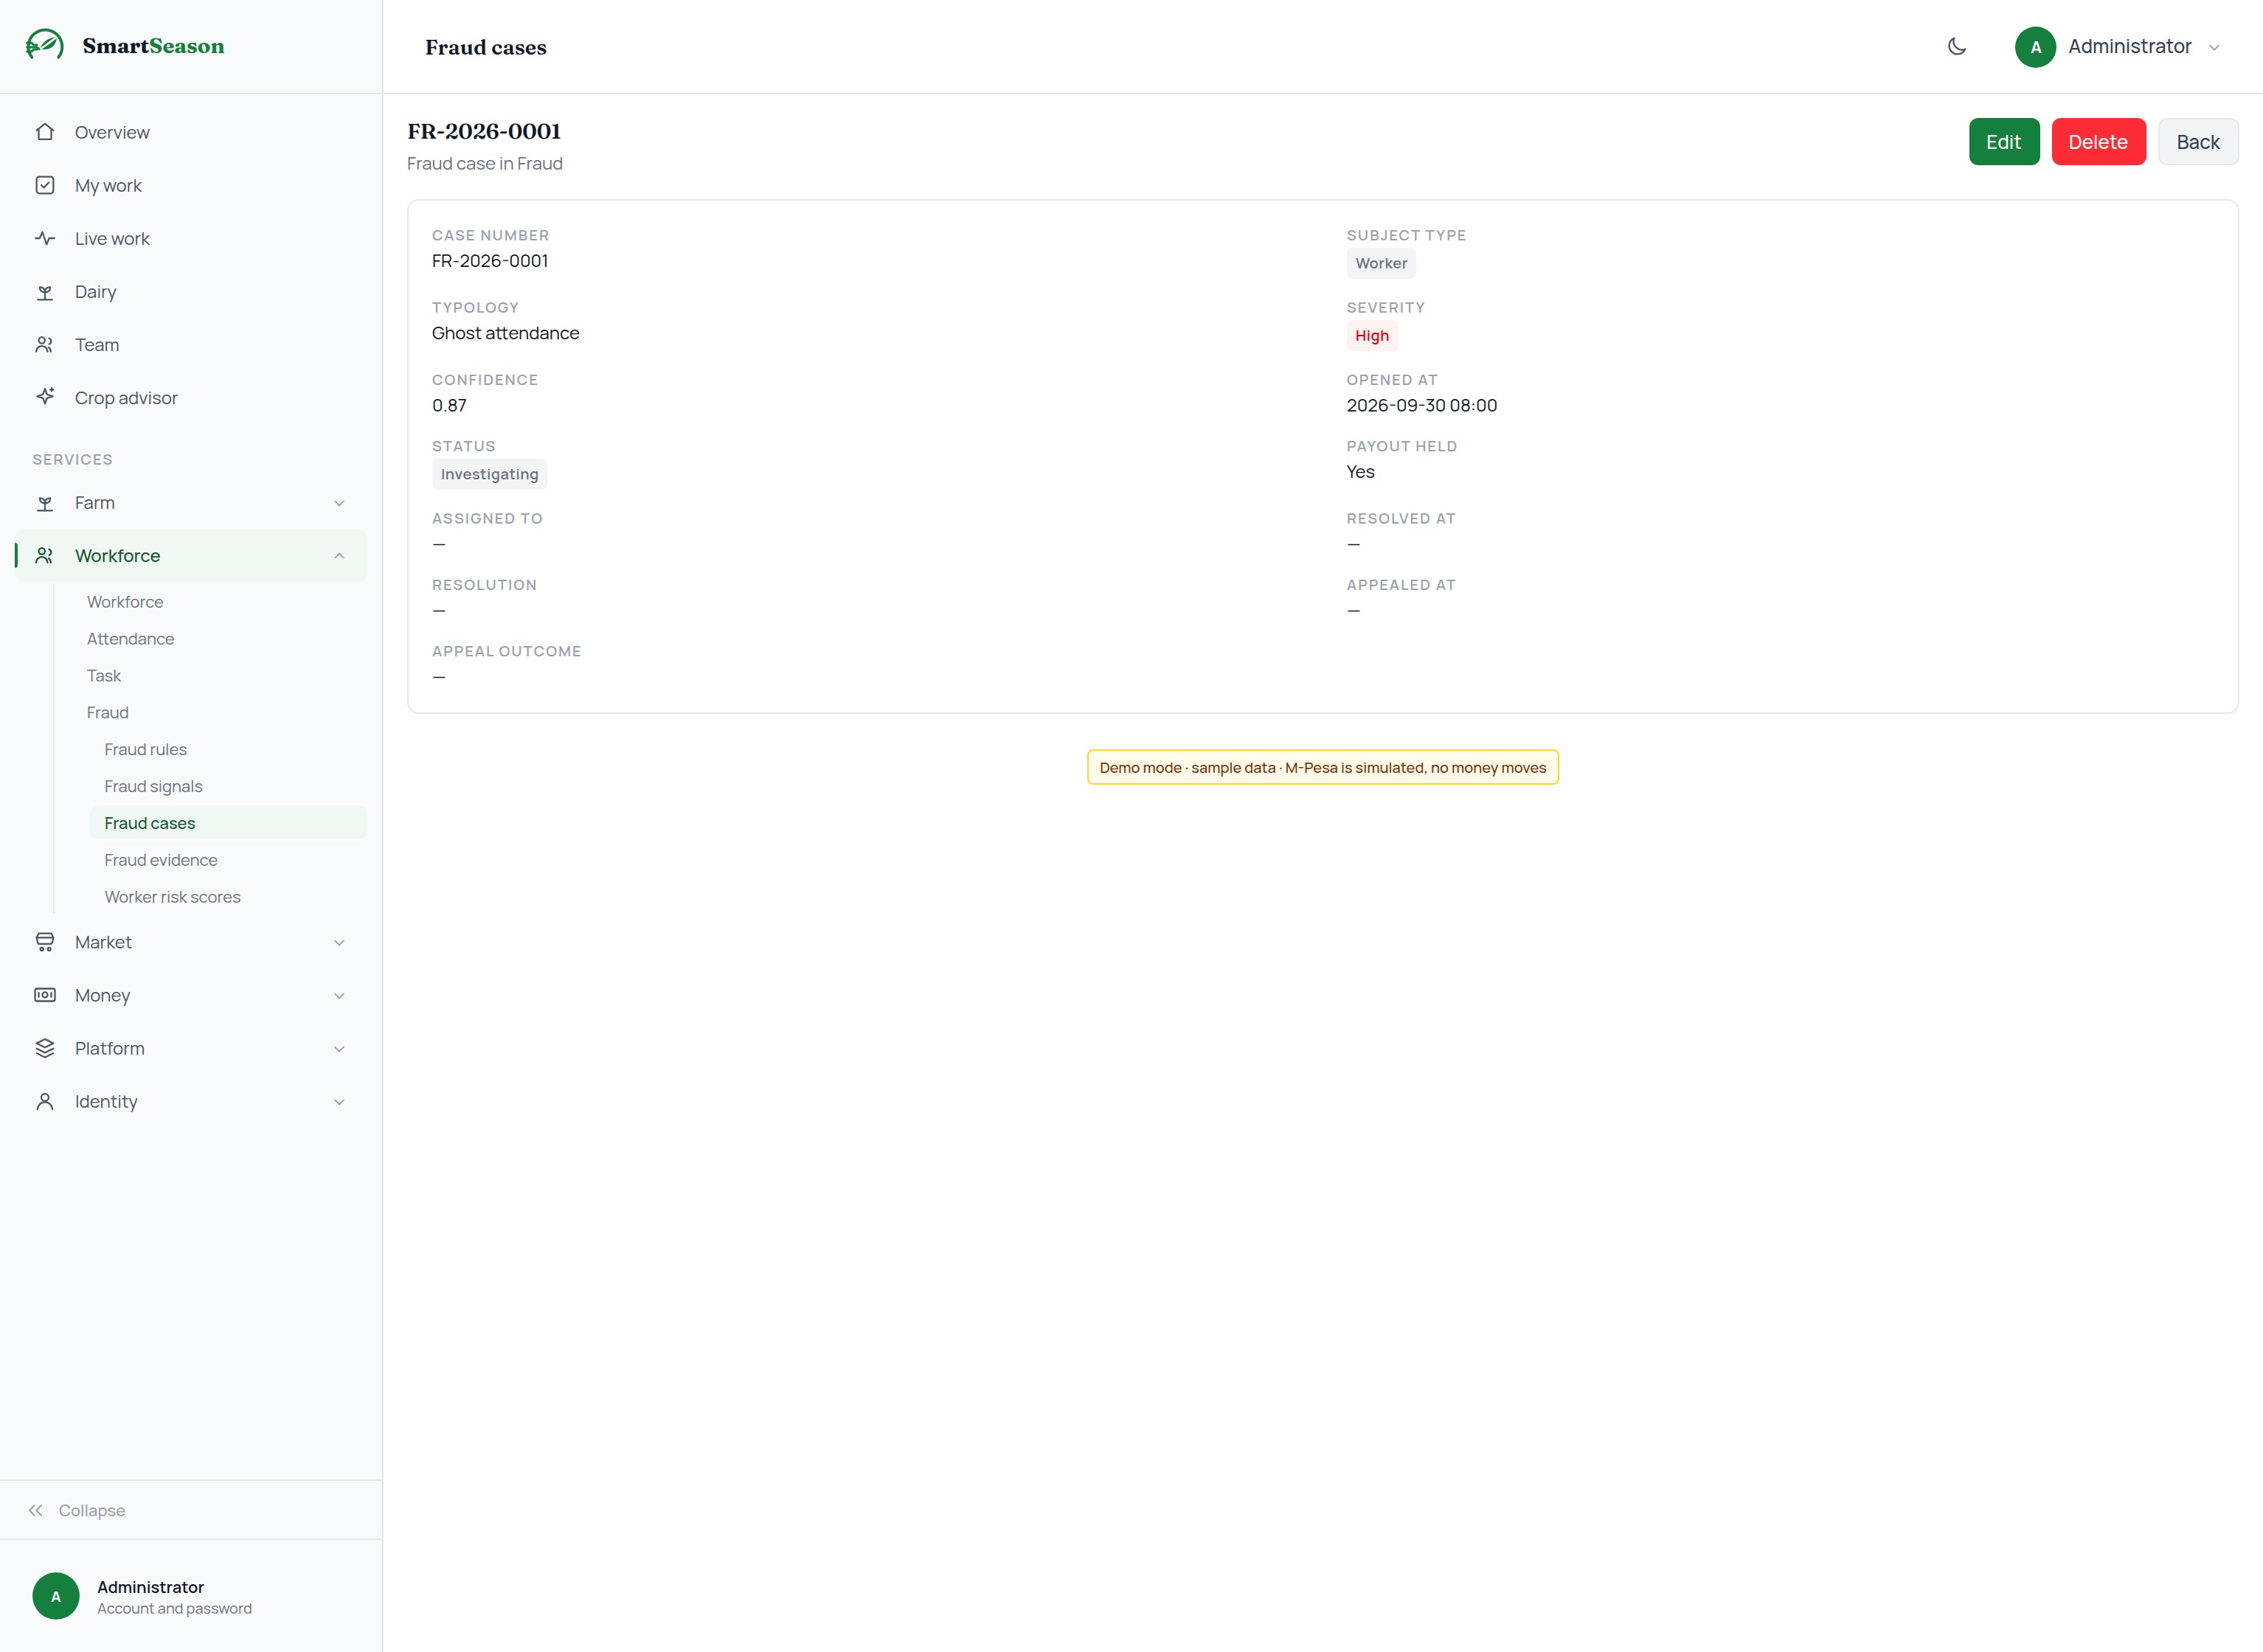 SmartSeason
Fraud cases
A
Administrator
Overview
My work
Live work
Dairy
Team
Crop advisor
SERVICES
Farm
Workforce
Workforce
Attendance
Task
Fraud
Fraud rules
Fraud signals
Fraud cases
Fraud evidence
Worker risk scores
Market
Money
Platform
Identity
Collapse
A
Administrator
Account and password
FR-2026-0001
Fraud case in Fraud
Edit
Delete
Back
CASE NUMBER
FR-2026-0001
SUBJECT TYPE
Worker
TYPOLOGY
Ghost attendance
SEVERITY
High
CONFIDENCE
0.87
OPENED AT
2026-09-30 08:00
STATUS
Investigating
PAYOUT HELD
Yes
ASSIGNED TO
—
RESOLVED AT
—
RESOLUTION
—
APPEALED AT
—
APPEAL OUTCOME
—
Demo mode · sample data · M-Pesa is simulated, no money moves